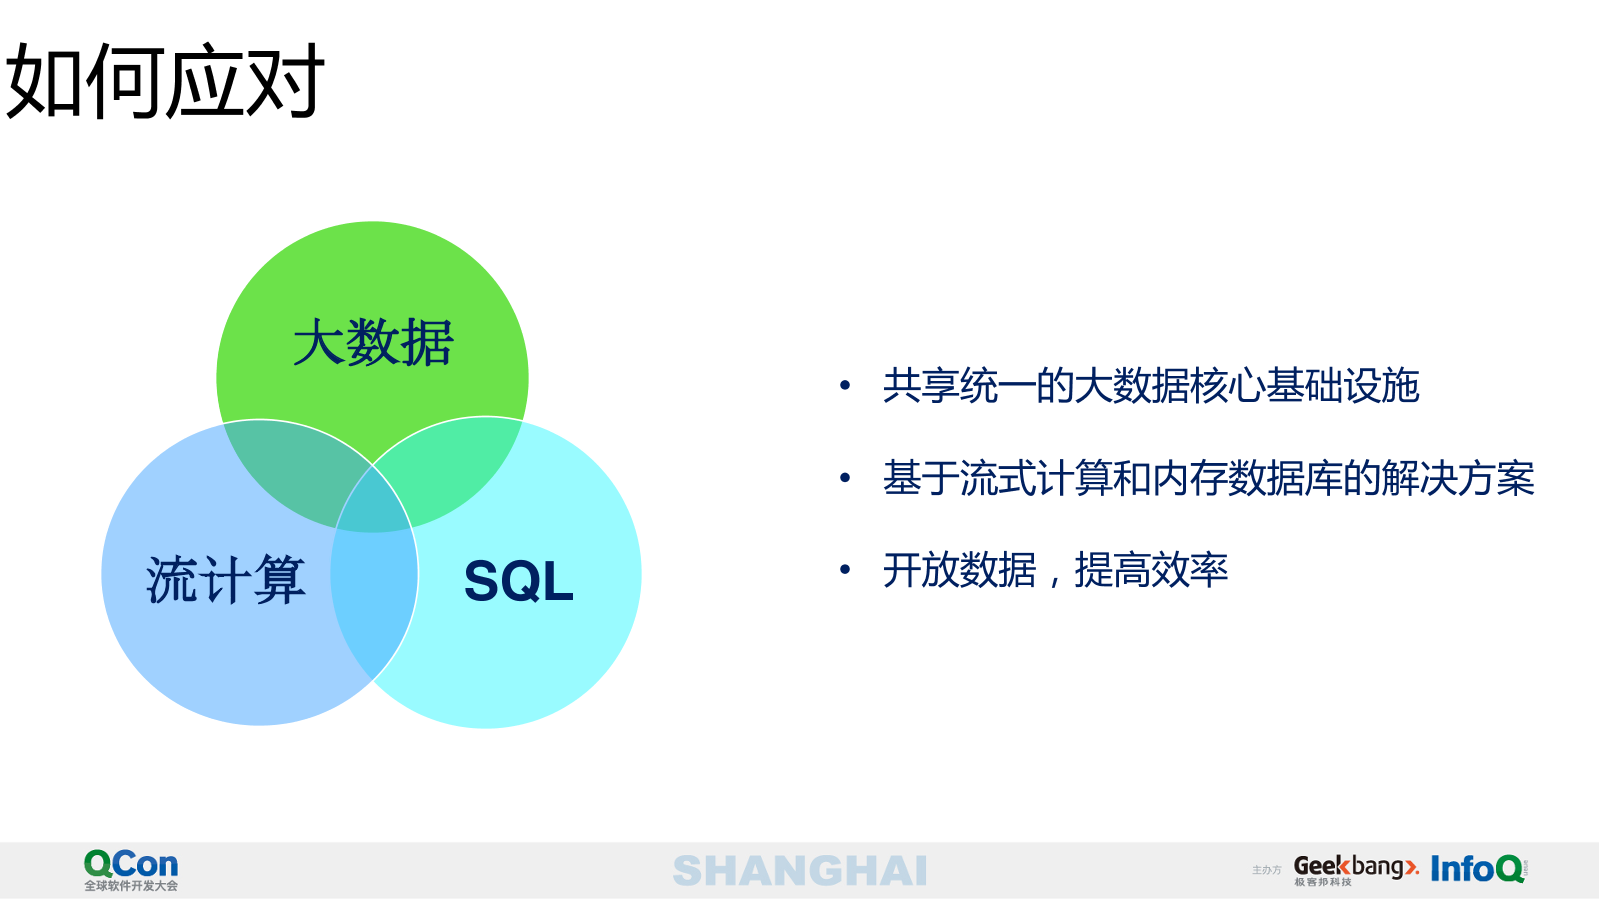 如何应对
大数据
流计算
SQL
• 共享统一的大数据核心基础设施
• 基于流式计算和内存数据库的解决方案
• 开放数据，提高效率
QCon
全球软件开发大会
SHANGHAI
主办方
Geekbang>.
极客邦科技
InfoQ